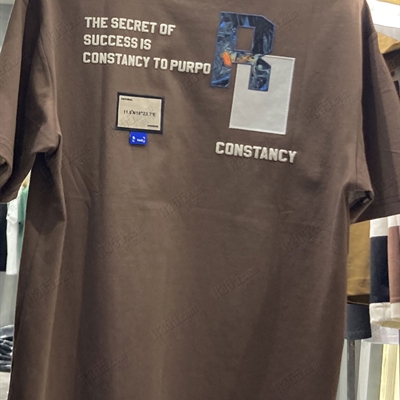 THE SECRET OF
SUCCESS IS
CONSTANCY TO PURPO
R
CONSTANCY